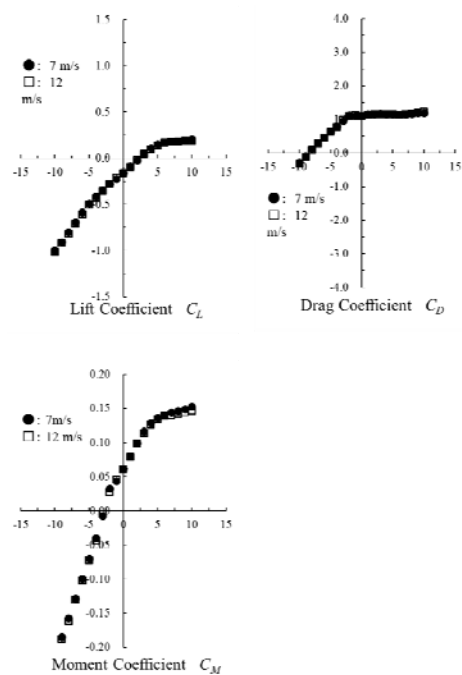 1.5
● : 7 m/s
□ : 12
m/s
1.0
0.5
0.0
-15 -10 -5 0 5 10 15
-0.5
-1.0
-1.5
Lift Coefficient C_L
4.0
3.0
2.0
1.0
0.0
-15 -10 -5 0 5 10 15
-1.0
● : 7 m/s
□ : 12
m/s
-2.0
-3.0
-4.0
Drag Coefficient C_D
0.20
● : 7m/s
□ : 12 m/s
0.15
0.10
0.05
0.00
-15 -10 -5 0 5 10 15
-0.05
-0.10
-0.15
-0.20
Moment Coefficient C_M